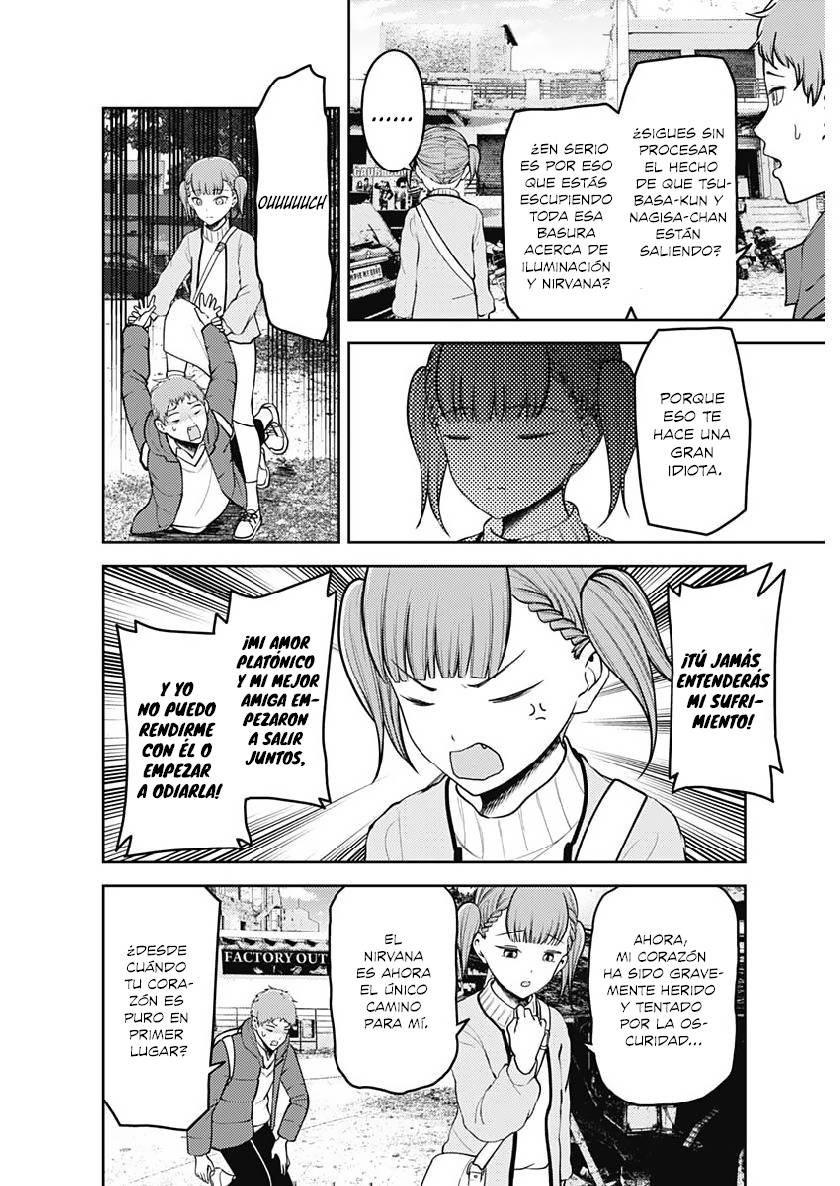 ¿SIGUES SIN
PROCESAR
EL HECHO
DE QUE TSU-
BASA-KUN Y
NAGISA-CHAN
ESTÁN
SALIENDO?
¿EN SERIO
ES POR ESO
QUE ESTÁS
ESCUPIENDO
TODA ESA
BASURA
ACERCA DE
ILUMINACIÓN
Y NIRVANA?
......
PORQUE
ESO TE
HACE UNA
GRAN
IDIOTA.
OUUUUUCH
¡TÚ JAMÁS
ENTENDERÁS
MI SUFRI-
MIENTO!
¡MI AMOR
PLATÓNICO
Y MI MEJOR
AMIGA EM-
PEZARON
A SALIR
JUNTOS,
Y YO
NO PUEDO
RENDIRME
CON ÉL O
EMPEZAR
A ODIARLA!
AHORA,
MI CORAZÓN
HA SIDO GRAVE-
MENTE HERIDO
Y TENTADO
POR LA OS-
CURIDAD...
EL
NIRVANA
ES AHORA
EL ÚNICO
CAMINO
PARA MÍ.
FACTORY OUT
¿DESDE
CUÁNDO
TU CORA-
ZÓN ES
PURO EN
PRIMER
LUGAR?